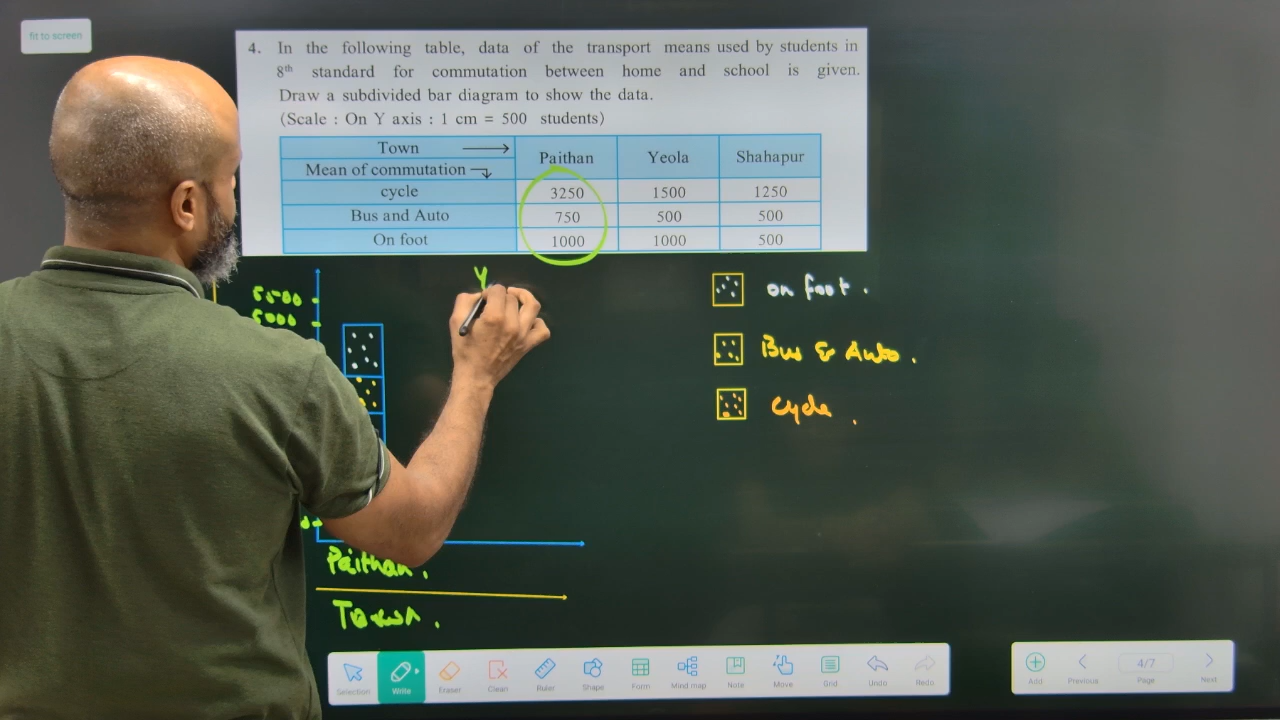 fit to screen
4. In the following table, data of the transport means used by students in
8th standard for commutation between home and school is given.
Draw a subdivided bar diagram to show the data.
(Scale : On Y axis : 1 cm = 500 students)
Town
Mean of commutation
Paithan Yeola Shahapur
cycle 3250 1500 1250
Bus and Auto 750 500 500
On foot 1000 1000 500
5500
5000
Y
on foot.
Bus & Auto.
Cycle.
Paithan.
Town.
Selection Write Eraser Clean Ruler Shape Form Mind map Note Move Grid Undo Redo
Add Previous 4/7 Page Next